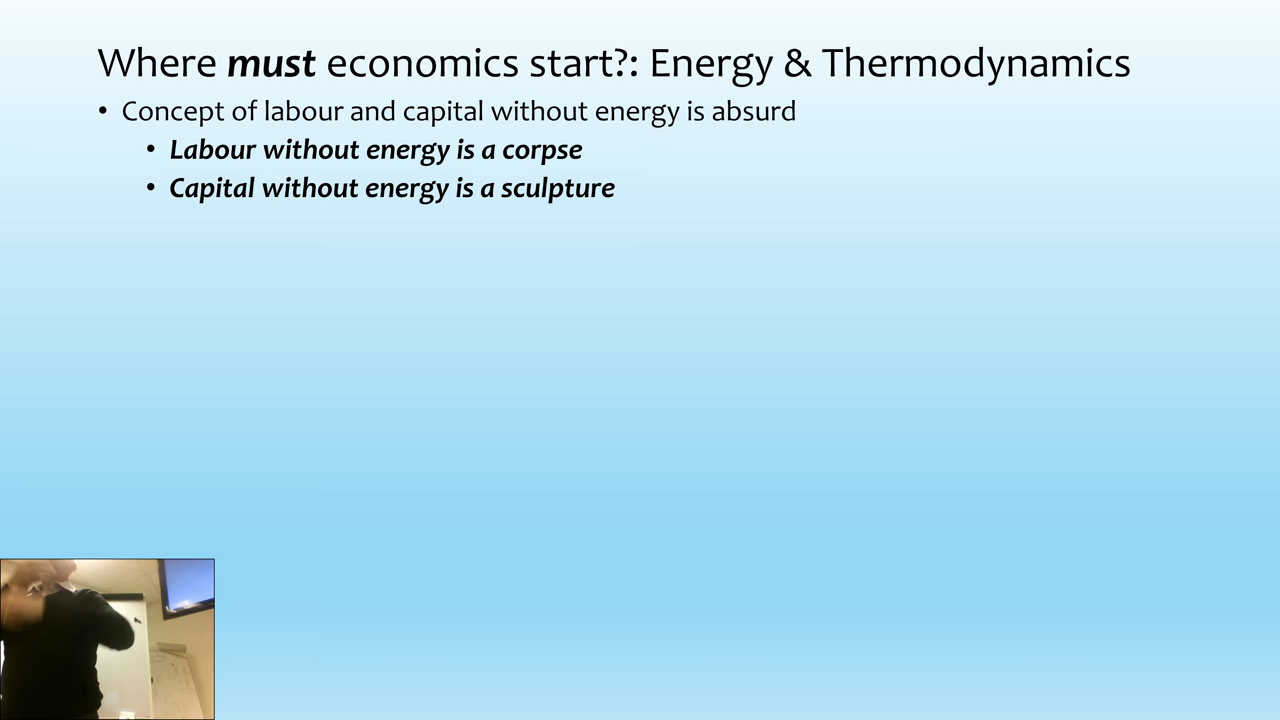 Where must economics start?: Energy & Thermodynamics
• Concept of labour and capital without energy is absurd
• Labour without energy is a corpse
• Capital without energy is a sculpture